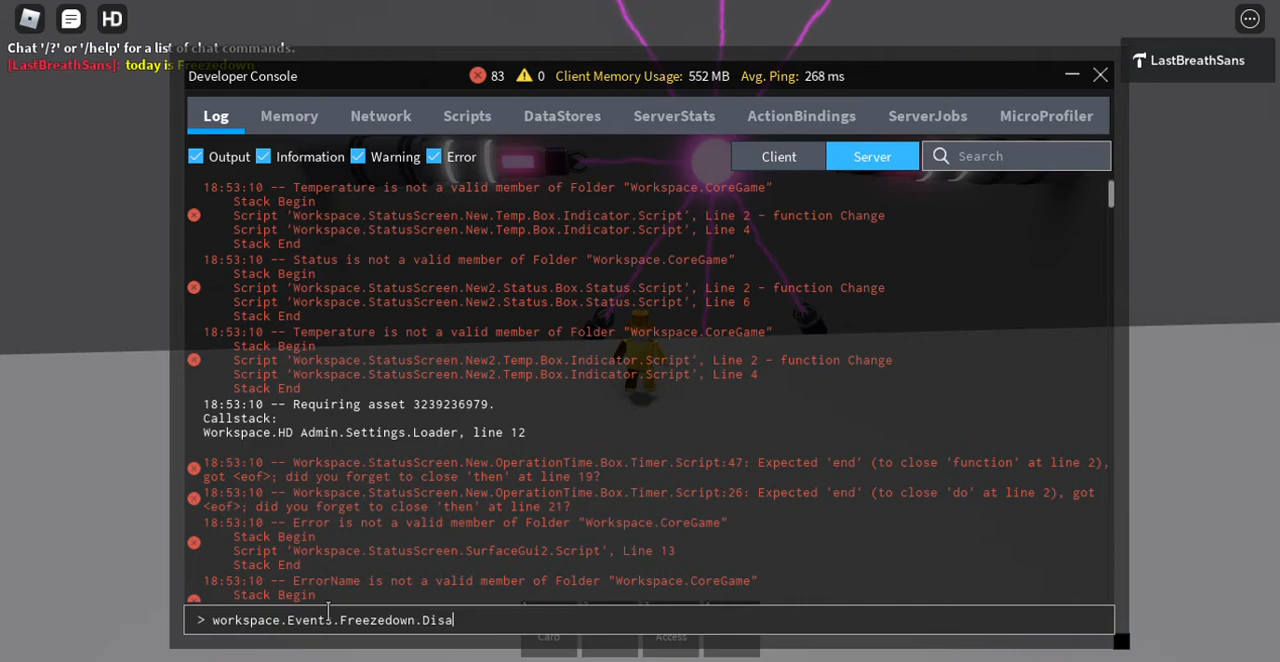 HD
Chat '/?' or '/help' for a list of chat commands.
[LastBreathSans]: today is Freezedown
LastBreathSans
Developer Console
83
0
Client Memory Usage: 552 MB
Avg. Ping: 268 ms
Log
Memory
Network
Scripts
DataStores
ServerStats
ActionBindings
ServerJobs
MicroProfiler
Output
Information
Warning
Error
Client
Server
Search
18:53:10 -- Temperature is not a valid member of Folder "Workspace.CoreGame"
Stack Begin
Script 'Workspace.StatusScreen.New.Temp.Box.Indicator.Script', Line 2 - function Change
Script 'Workspace.StatusScreen.New.Temp.Box.Indicator.Script', Line 4
Stack End
18:53:10 -- Status is not a valid member of Folder "Workspace.CoreGame"
Stack Begin
Script 'Workspace.StatusScreen.New2.Status.Box.Status.Script', Line 2 - function Change
Script 'Workspace.StatusScreen.New2.Status.Box.Status.Script', Line 6
Stack End
18:53:10 -- Temperature is not a valid member of Folder "Workspace.CoreGame"
Stack Begin
Script 'Workspace.StatusScreen.New2.Temp.Box.Indicator.Script', Line 2 - function Change
Script 'Workspace.StatusScreen.New2.Temp.Box.Indicator.Script', Line 4
Stack End
18:53:10 -- Requiring asset 3239236979.
Callstack:
Workspace.HD Admin.Settings.Loader, line 12
18:53:10 -- Workspace.StatusScreen.New.OperationTime.Box.Timer.Script:47: Expected 'end' (to close 'function' at line 2),
got <eof>; did you forget to close 'then' at line 19?
18:53:10 -- Workspace.StatusScreen.New.OperationTime.Box.Timer.Script:26: Expected 'end' (to close 'do' at line 2), got
<eof>; did you forget to close 'then' at line 21?
18:53:10 -- Error is not a valid member of Folder "Workspace.CoreGame"
Stack Begin
Script 'Workspace.StatusScreen.SurfaceGui2.Script', Line 13
Stack End
18:53:10 -- ErrorName is not a valid member of Folder "Workspace.CoreGame"
Stack Begin
> workspace.Events.Freezedown.Disa
Card
Access